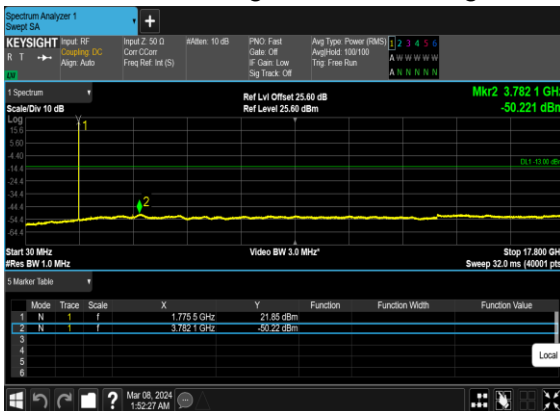 Spectrum Analyzer 1
Swept SA
+
KEYSIGHT Input: RF Input Z: 50 Ω #Atten: 10 dB PNO: Fast Avg Type: Power (RMS) 1 2 3 4 5 6
R T Coupling: DC Corr CCorr Gate: Off Avg|Hold: 100/100 A W W W W W
Align: Auto Freq Ref: Int (S) IF Gain: Low Trig: Free Run
LV Sig Track: Off A N N N N N
1 Spectrum Ref Lvl Offset 25.60 dB Mkr2 3.782 1 GHz
Scale/Div 10 dB Ref Level 25.60 dBm -50.221 dBm
Log
15.6 1
5.60
-4.40
DL1 -13.00 dBm
-14.4
-24.4
-34.4
-44.4 2
-54.4
-64.4
Start 30 MHz Video BW 3.0 MHz* Stop 17.800 GHz
#Res BW 1.0 MHz Sweep 32.0 ms (40001 pts)
5 Marker Table
Mode Trace Scale X Y Function Function Width Function Value
1 N 1 f 1.775 5 GHz 21.85 dBm
2 N 1 f 3.782 1 GHz -50.22 dBm
3
4
5
6
Local
? Mar 08, 2024
1:52:27 AM